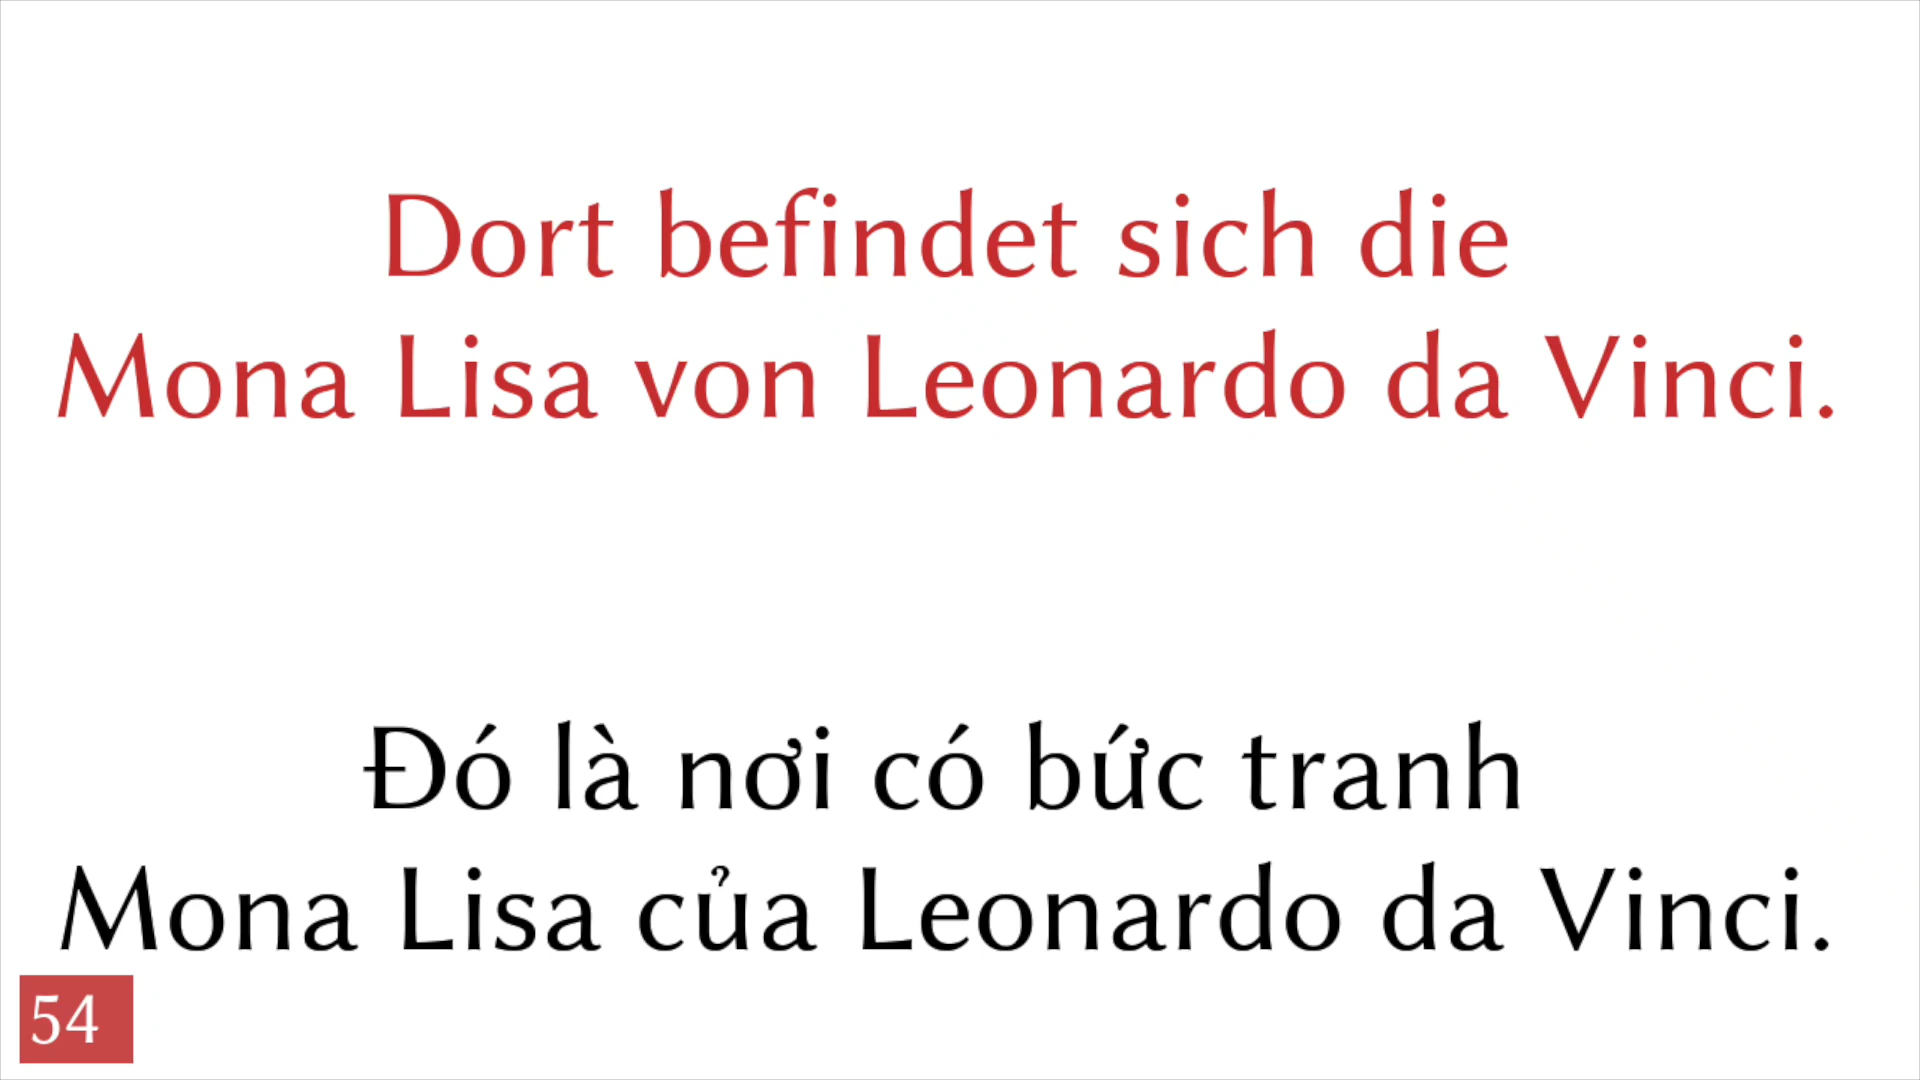 Dort befindet sich die
Mona Lisa von Leonardo da Vinci.
Đó là nơi có bức tranh
Mona Lisa của Leonardo da Vinci.
54